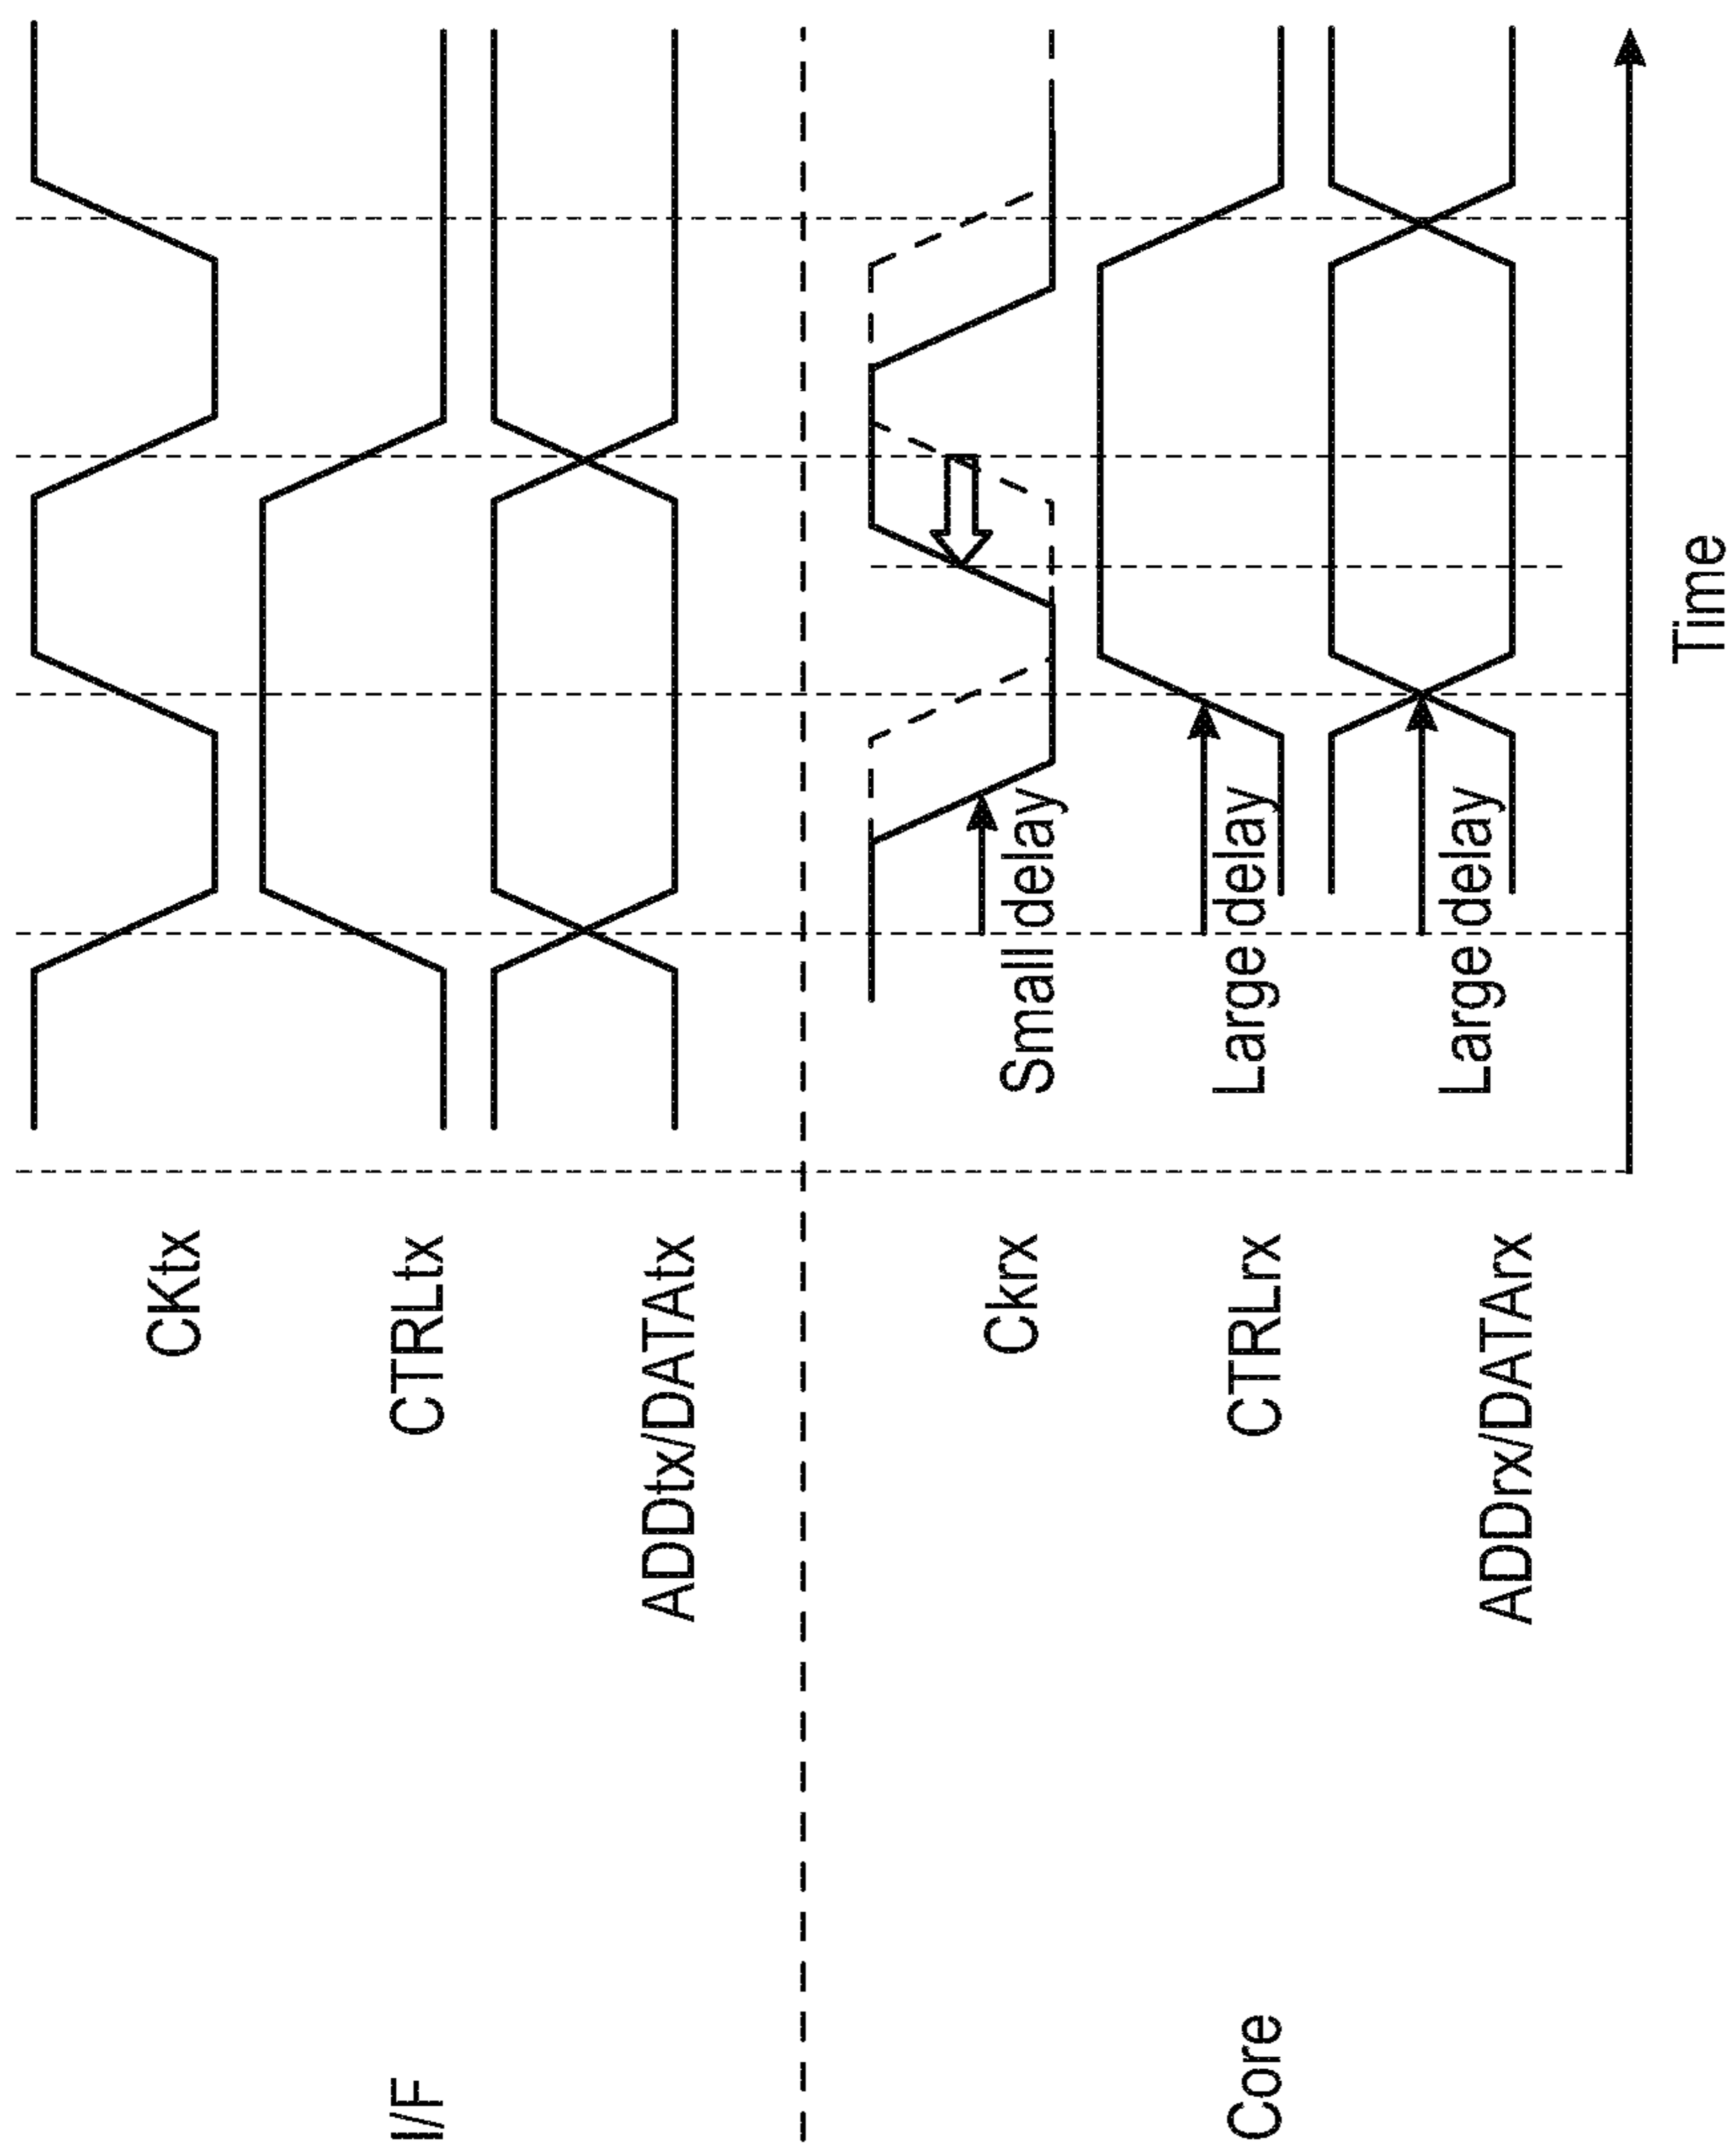 I/F
CKtx
CTRLtx
ADDtx/DATAtx
Core
Ckrx
Small delay
CTRLrx
Large delay
ADDrx/DATArx
Large delay
Time